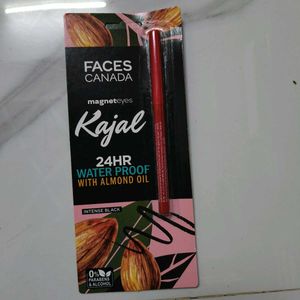 FACES
CANADA
magneteyes
Kajal
24HR
WATER PROOF
WITH ALMOND OIL
INTENSE BLACK
0%
PARABENS
& ALCOHOL